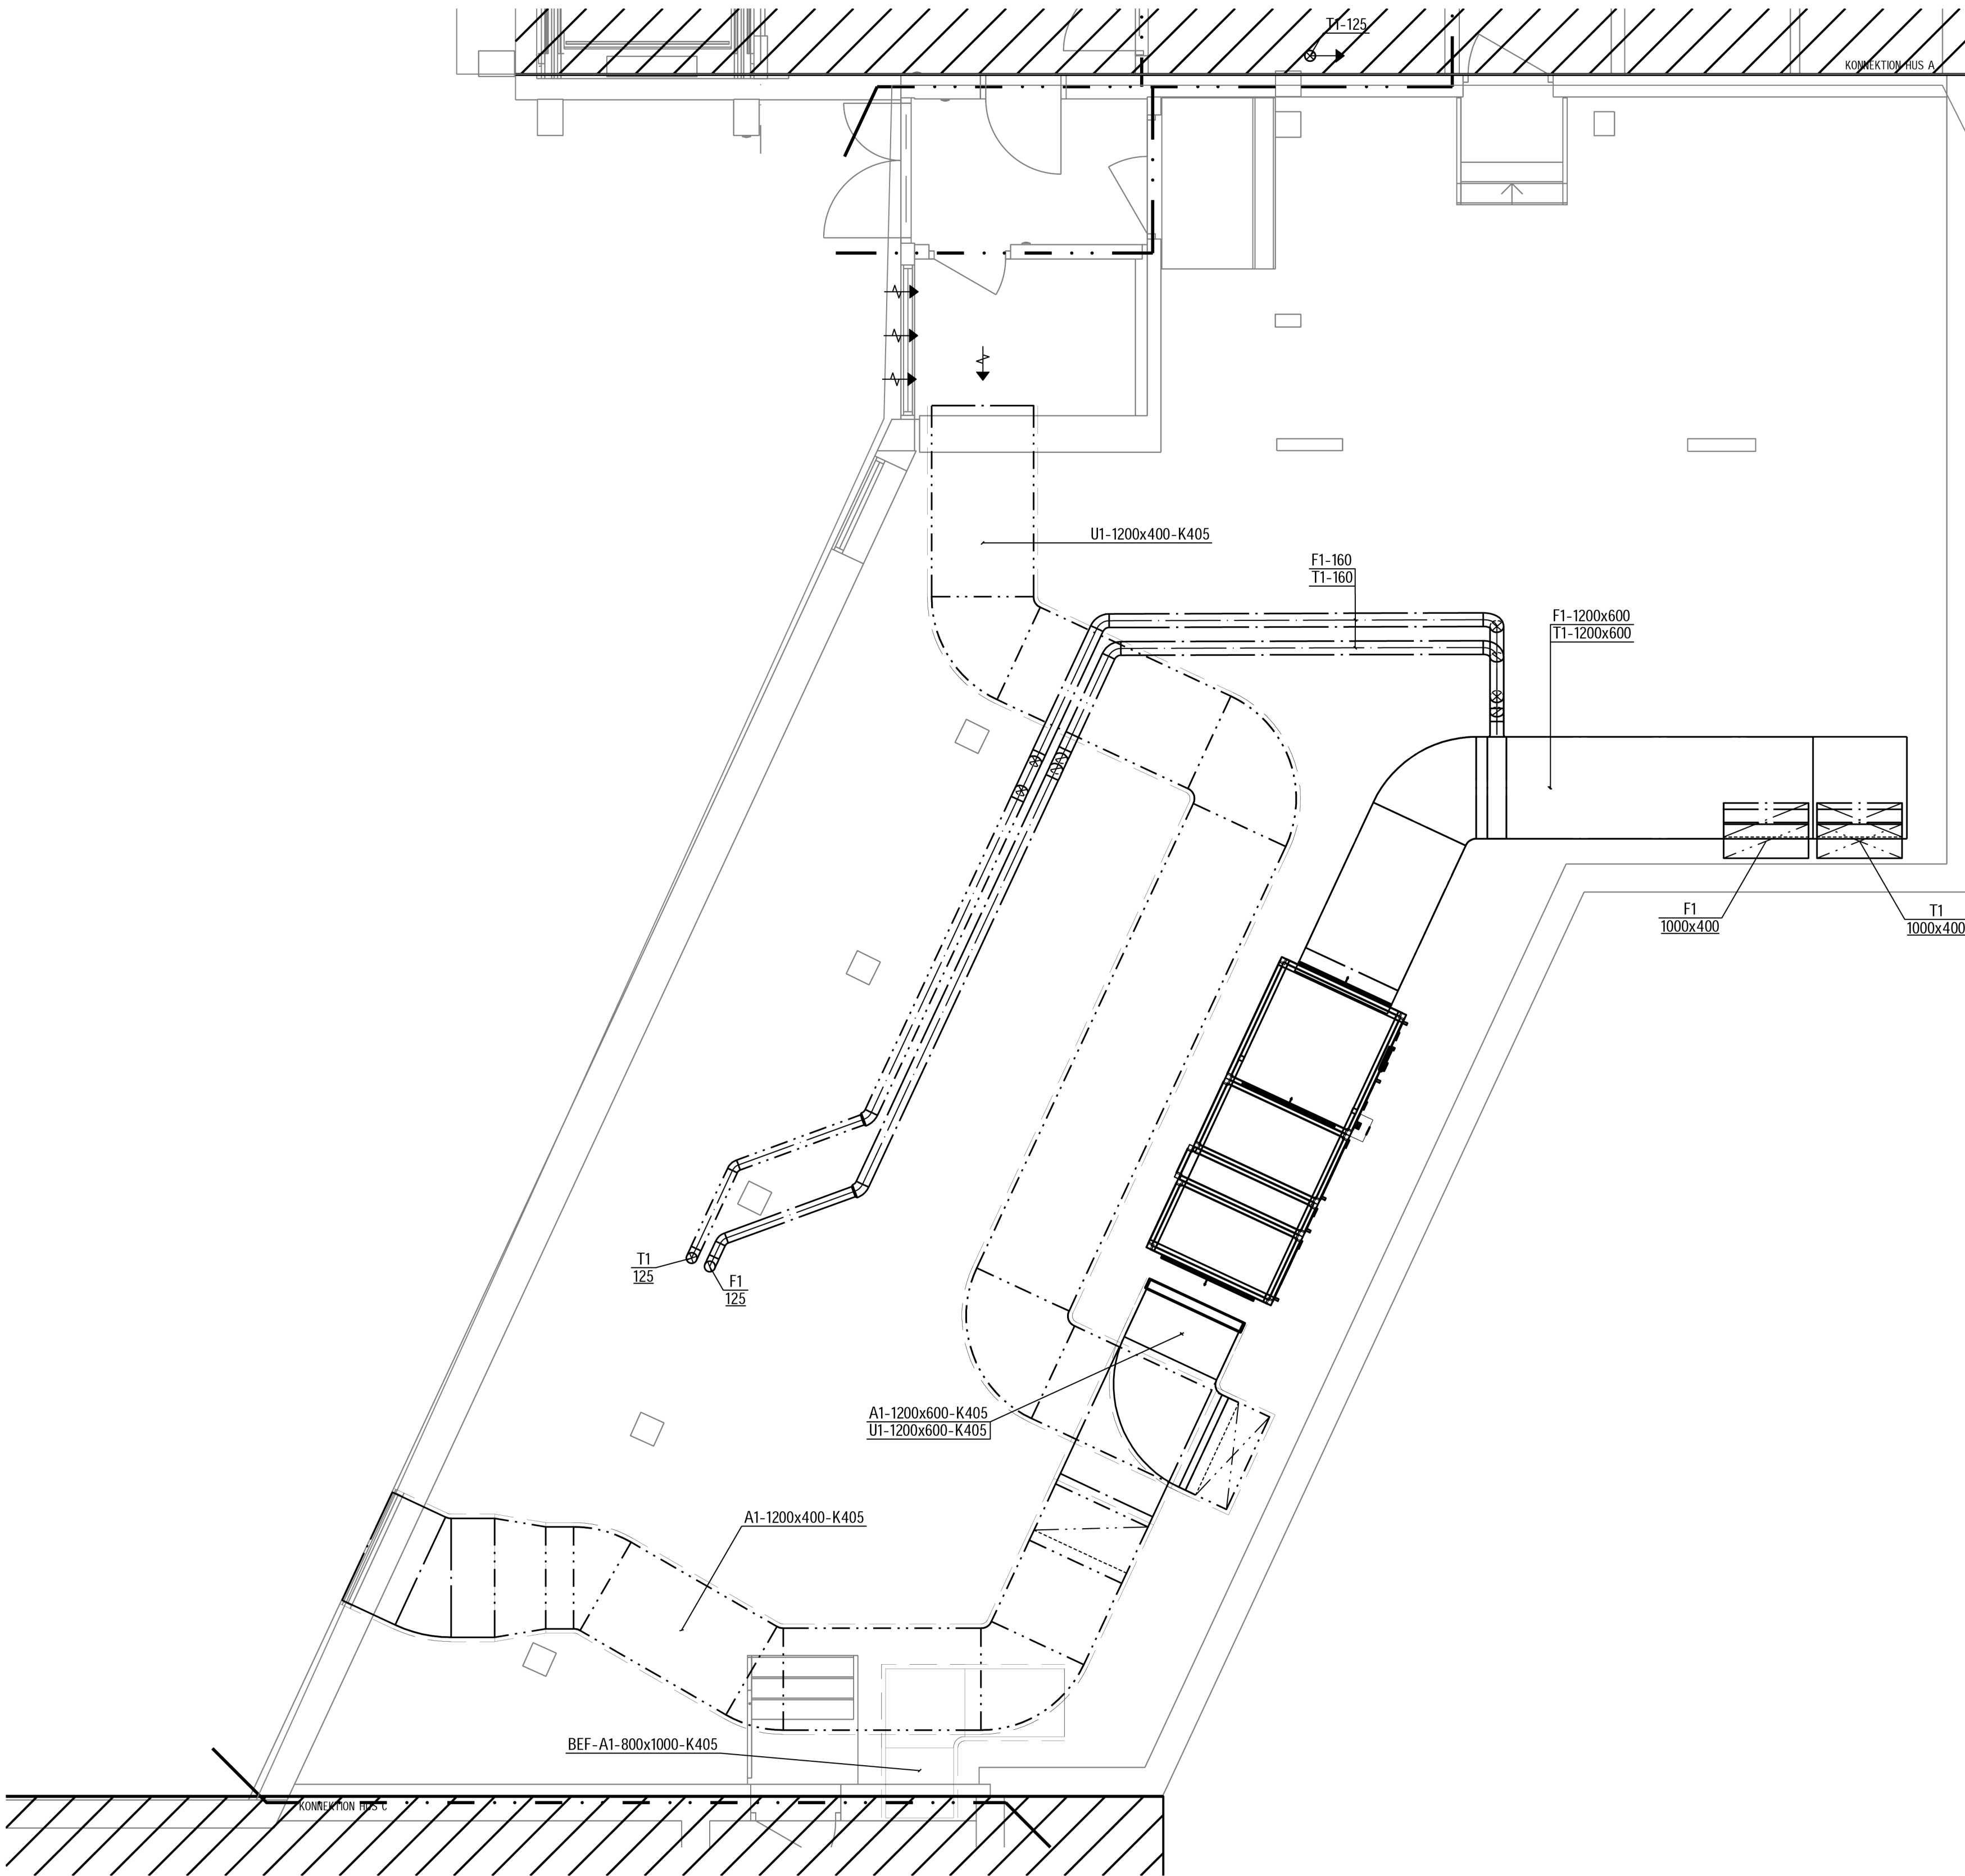 T1-125
KONNEKTION HUS A
U1-1200x400-K405
F1-160
T1-160
F1-1200x600
T1-1200x600
F1
1000x400
T1
1000x400
T1
125
F1
125
A1-1200x600-K405
U1-1200x600-K405
A1-1200x400-K405
BEF-A1-800x1000-K405
KONNEKTION HUS C